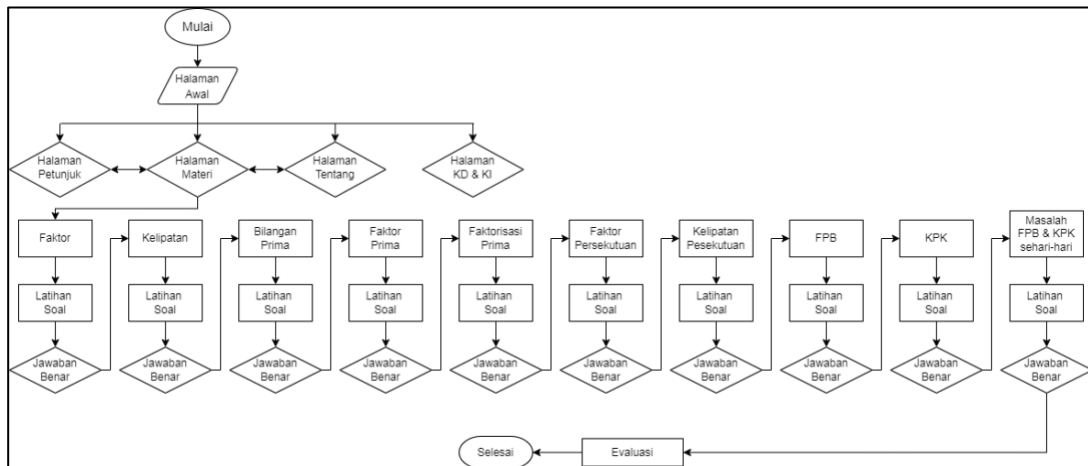 Mulai
Halaman
Awal
Halaman
Petunjuk
Halaman
Materi
Halaman
Tentang
Halaman
KD & KI
Faktor
Kelipatan
Bilangan
Prima
Faktor
Prima
Faktorisasi
Prima
Faktor
Persekutuan
Kelipatan
Pesekutuan
FPB
KPK
Masalah
FPB & KPK
sehari-hari
Latihan
Soal
Latihan
Soal
Latihan
Soal
Latihan
Soal
Latihan
Soal
Latihan
Soal
Latihan
Soal
Latihan
Soal
Latihan
Soal
Latihan
Soal
Jawaban
Benar
Jawaban
Benar
Jawaban
Benar
Jawaban
Benar
Jawaban
Benar
Jawaban
Benar
Jawaban
Benar
Jawaban
Benar
Jawaban
Benar
Jawaban
Benar
Selesai
Evaluasi